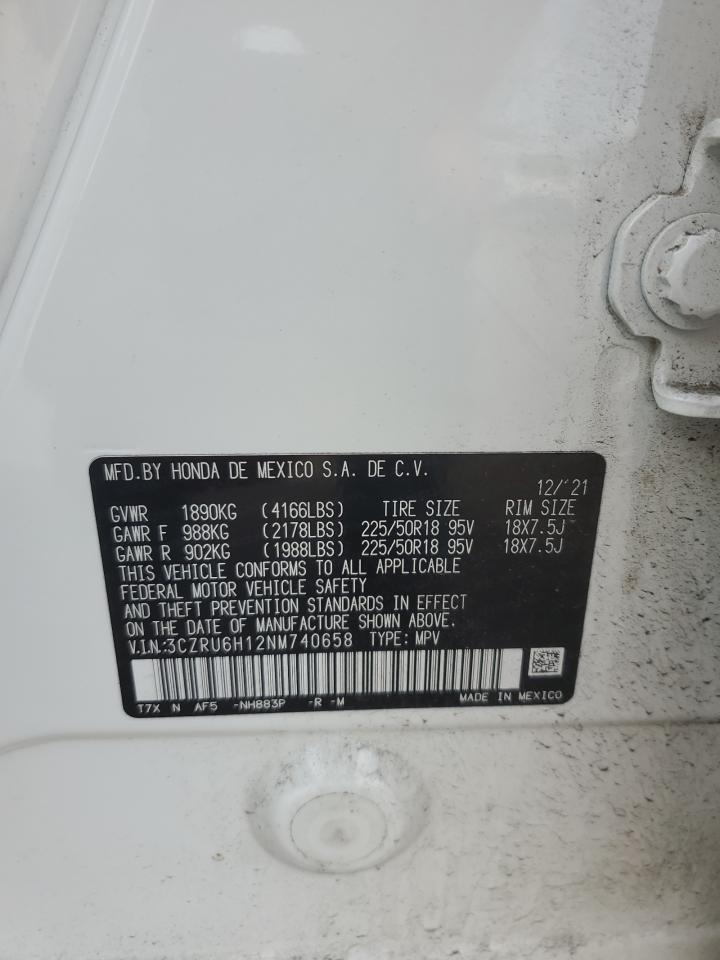 MFD.BY HONDA DE MEXICO S.A. DE C.V.
12/'21
GVWR 1890KG (4166LBS) TIRE SIZE RIM SIZE
GAWR F 988KG (2178LBS) 225/50R18 95V 18X7.5J
GAWR R 902KG (1988LBS) 225/50R18 95V 18X7.5J
THIS VEHICLE CONFORMS TO ALL APPLICABLE
FEDERAL MOTOR VEHICLE SAFETY
AND THEFT PREVENTION STANDARDS IN EFFECT
ON THE DATE OF MANUFACTURE SHOWN ABOVE.
V.I.N.:3CZRU6H12NM740658 TYPE: MPV
T7X N AF5 -NH883P -R -M MADE IN MEXICO